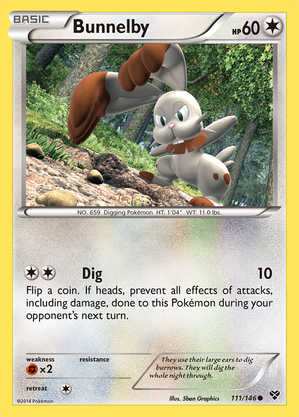 BASIC
Bunnelby
HP60
NO. 659 Digging Pokémon HT: 1'04" WT: 11.0 lbs.
Dig 10
Flip a coin. If heads, prevent all effects of attacks,
including damage, done to this Pokémon during your
opponent's next turn.
weakness
×2
resistance
retreat
They use their large ears to dig
burrows. They will dig the
whole night through.
©2014 Pokémon
Illus. 5ban Graphics
111/146